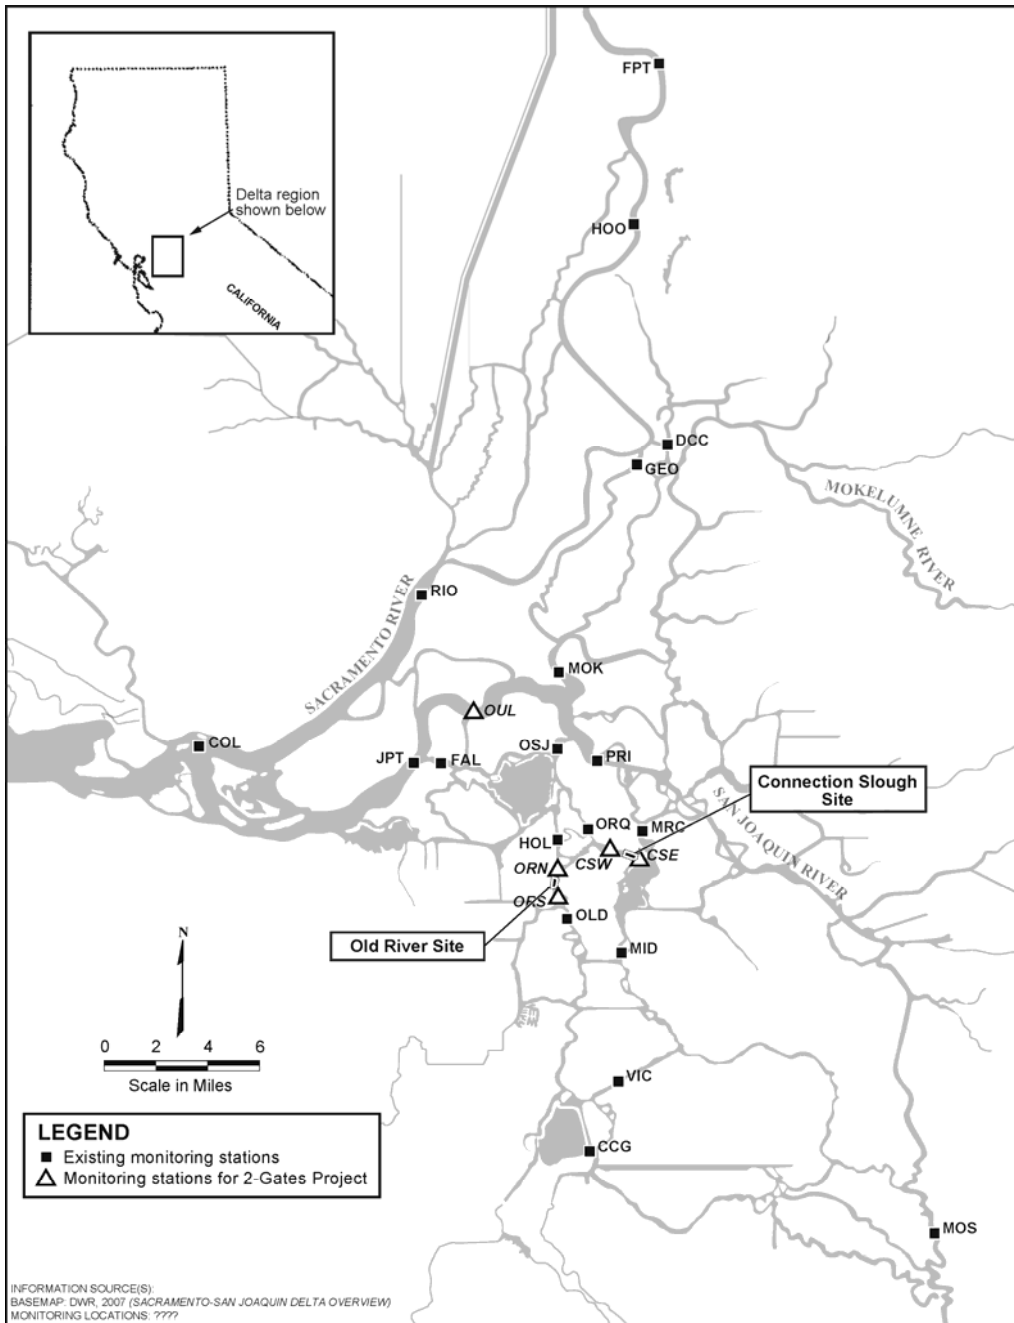 FPT
Delta region
shown below
HOO
CALIFORNIA
DCC
GEO
MOKELUMNE RIVER
RIO
SACRAMENTO RIVER
MOK
OUL
COL
OSJ
JPT
FAL
PRI
Connection Slough
Site
SAN JOAQUIN RIVER
ORQ
MRC
HOL
CSW
CSE
ORN
ORS
OLD
Old River Site
MID
N
0 2 4 6
Scale in Miles
VIC
LEGEND
Existing monitoring stations
Monitoring stations for 2-Gates Project
CCG
MOS
INFORMATION SOURCE(S):
BASEMAP: DWR, 2007 (SACRAMENTO-SAN JOAQUIN DELTA OVERVIEW)
MONITORING LOCATIONS: ????